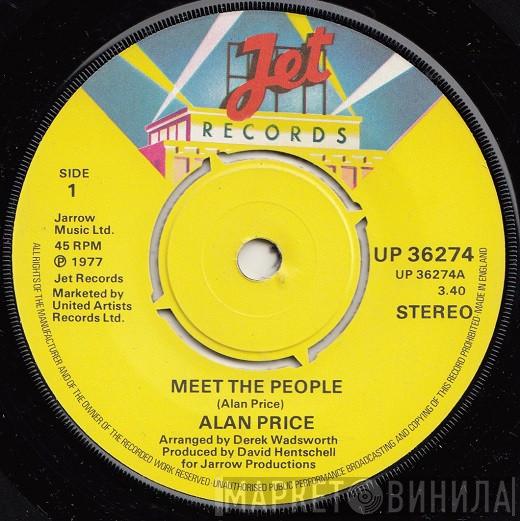 Jet
RECORDS
SIDE
1
Jarrow
Music Ltd.
45 RPM
℗ 1977
Jet Records
Marketed by
United Artists
Records Ltd.
UP 36274
UP 36274A
3.40
STEREO
MEET THE PEOPLE
(Alan Price)
ALAN PRICE
Arranged by Derek Wadsworth
Produced by David Hentschell
for Jarrow Productions
ALL RIGHTS OF THE MANUFACTURER AND OF THE OWNER OF THE RECORDED WORK RESERVED·UNAUTHORISED PUBLIC PERFORMANCE BROADCASTING AND COPYING OF THIS RECORD PROHIBITED·MADE IN ENGLAND
МАРКЕТ ВИНИЛА